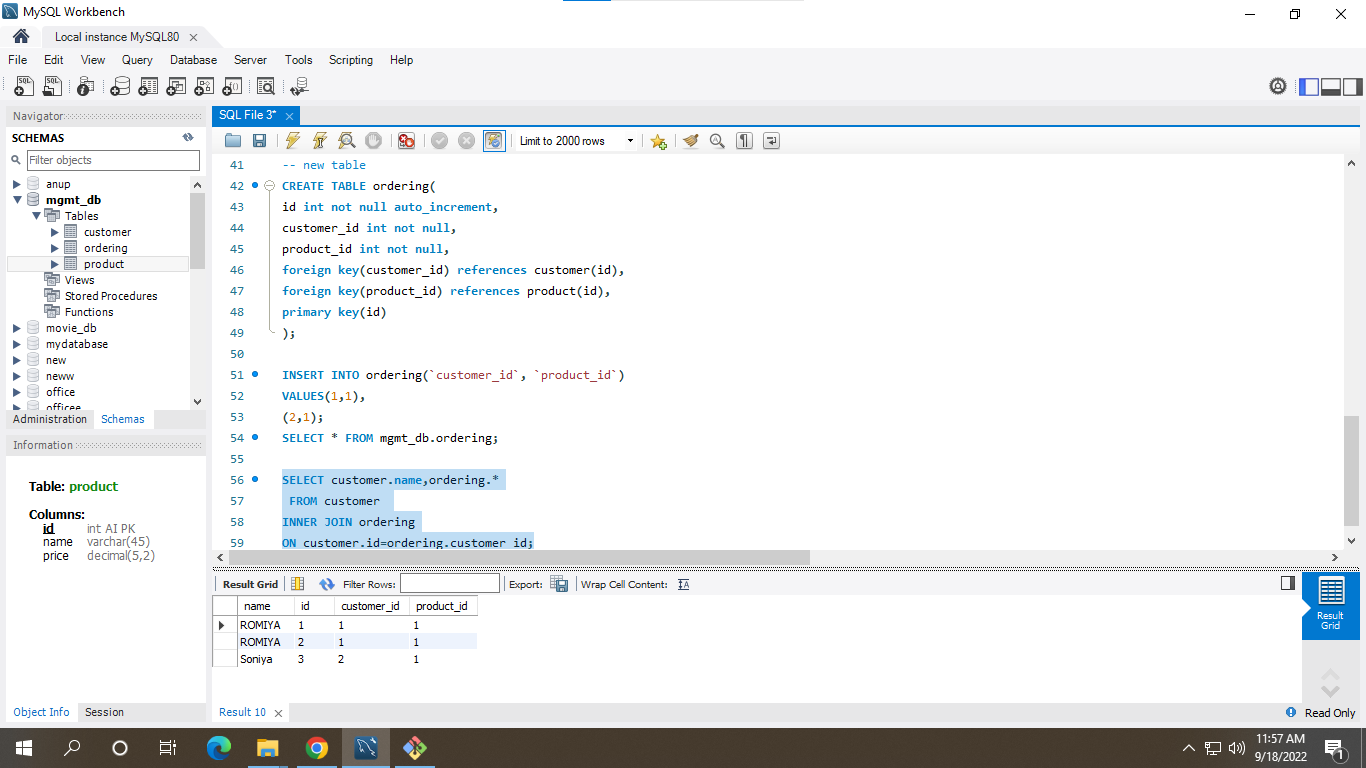 MySQL Workbench
Local instance MySQL80
File Edit View Query Database Server Tools Scripting Help
Navigator
SCHEMAS
Filter objects
anup
mgmt_db
Tables
customer
ordering
product
Views
Stored Procedures
Functions
movie_db
mydatabase
new
neww
office
officee
Administration Schemas
Information
Table: product
Columns:
id int AI PK
name varchar(45)
price decimal(5,2)
Object Info Session
SQL File 3*
Limit to 2000 rows
41 -- new table
42 CREATE TABLE ordering(
43 id int not null auto_increment,
44 customer_id int not null,
45 product_id int not null,
46 foreign key(customer_id) references customer(id),
47 foreign key(product_id) references product(id),
48 primary key(id)
49 );
50
51 INSERT INTO ordering(`customer_id`, `product_id`)
52 VALUES(1,1),
53 (2,1);
54 SELECT * FROM mgmt_db.ordering;
55
56 SELECT customer.name,ordering.*
57 FROM customer
58 INNER JOIN ordering
59 ON customer.id=ordering.customer_id;
Result Grid Filter Rows: Export: Wrap Cell Content:
name id customer_id product_id
ROMIYA 1 1 1
ROMIYA 2 1 1
Soniya 3 2 1
Result
Grid
Result 10
Read Only
11:57 AM
9/18/2022
1